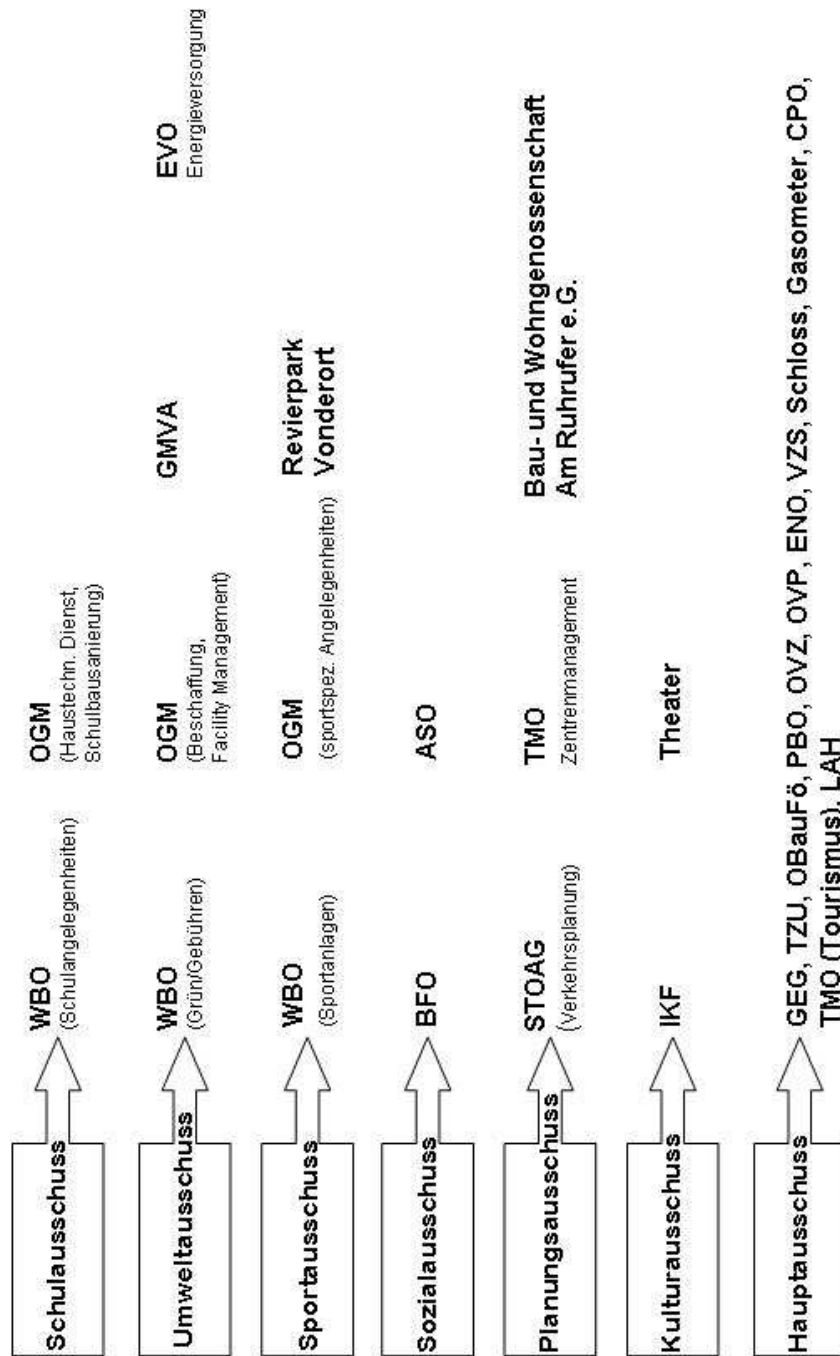 Schulausschuss
WBO
(Schulangelegenheiten)
OGM
(Haustechn. Dienst,
Schulbausanierung)
Umweltausschuss
WBO
(Grün/Gebühren)
OGM
(Beschaffung,
Facility Management)
GMVA
EVO
Energieversorgung
Sportausschuss
WBO
(Sportanlagen)
OGM
(sportspez. Angelegenheiten)
Revierpark
Vonderort
Sozialausschuss
BFO
ASO
Planungsausschuss
STOAG
(Verkehrsplanung)
TMO
Zentrenmanagement
Bau- und Wohngenossenschaft
Am Ruhrufer e.G.
Kulturausschuss
IKF
Theater
Hauptausschuss
GEG, TZU, OBauFö, PBO, OVZ, OVP, ENO, VZS, Schloss, Gasometer, CPO,
TMO (Tourismus), LAH